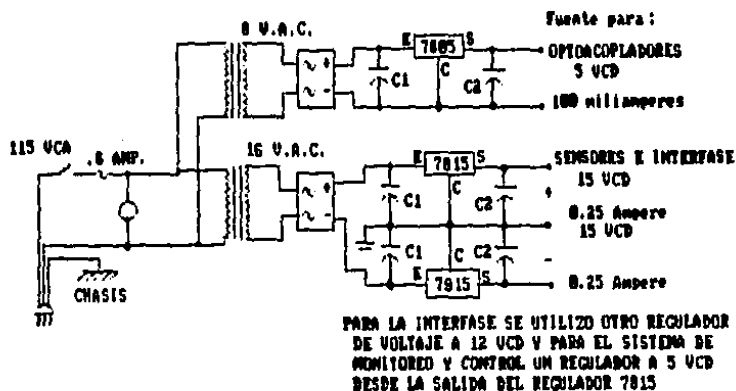 Fuente para:
8 V.A.C.
E 7805 S
OPTOACOPLADORES
5 VCD
C1
C
C2
100 miliamperes
115 VCA
.6 AMP.
16 V.A.C.
E 7815 S
SENSORES E INTERFASE
15 VCD
+
C1
C
C2
0.25 Ampere
15 VCD
C1
C
C2
-
E 7915 S
0.25 Ampere
CHASIS
PARA LA INTERFASE SE UTILIZO OTRO REGULADOR
DE VOLTAJE A 12 VCD Y PARA EL SISTEMA DE
MONITOREO Y CONTROL UN REGULADOR A 5 VCD
DESDE LA SALIDA DEL REGULADOR 7815